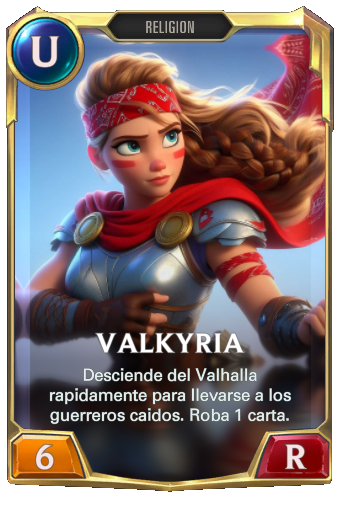 RELIGION
U
VALKYRIA
Desciende del Valhalla
rapidamente para llevarse a los
guerreros caidos. Roba 1 carta.
6
R